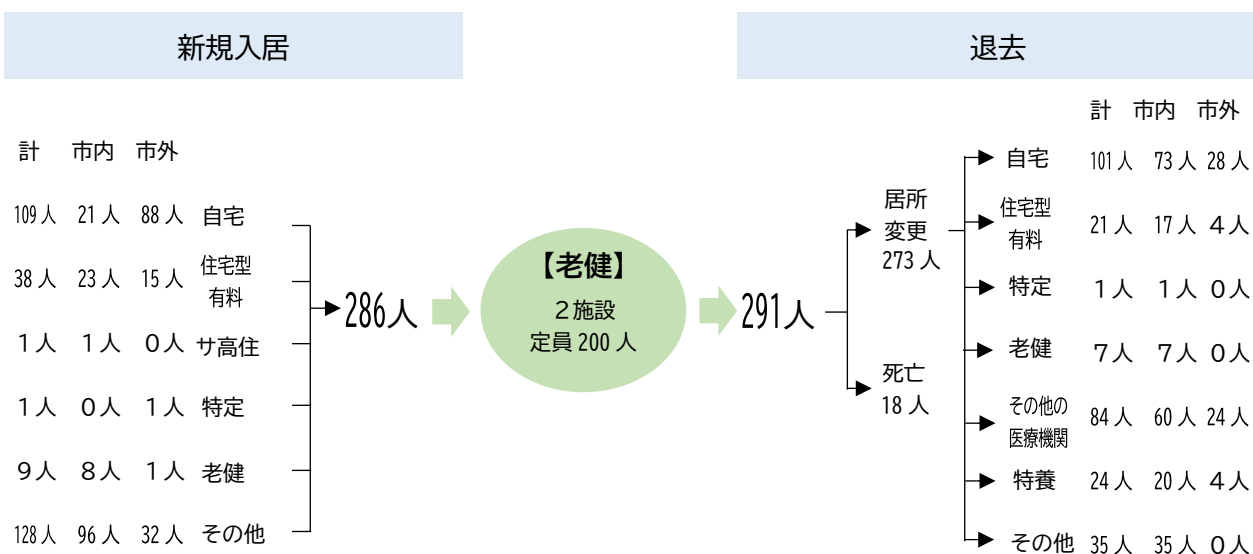 新規入居
計 市内 市外
109人 21人 88人 自宅
38人 23人 15人 住宅型
有料
1人 1人 0人 サ高住
1人 0人 1人 特定
9人 8人 1人 老健
128人 96人 32人 その他
286人
【老健】
2施設
定員200人
退去
291人
居所
変更
273人
死亡
18人
計 市内 市外
自宅 101人 73人 28人
住宅型
有料 21人 17人 4人
特定 1人 1人 0人
老健 7人 7人 0人
その他の
医療機関 84人 60人 24人
特養 24人 20人 4人
その他 35人 35人 0人